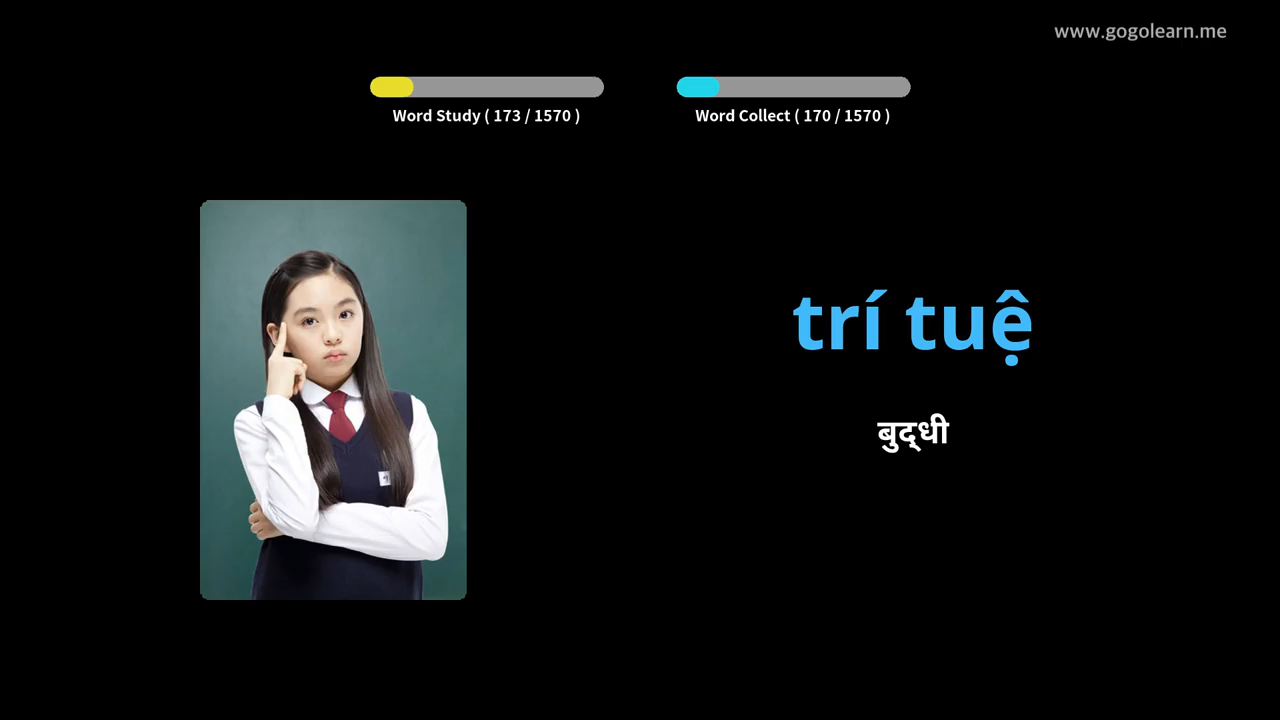 www.gogolearn.me
Word Study ( 173 / 1570 )
Word Collect ( 170 / 1570 )
trí tuệ
बुद्धी